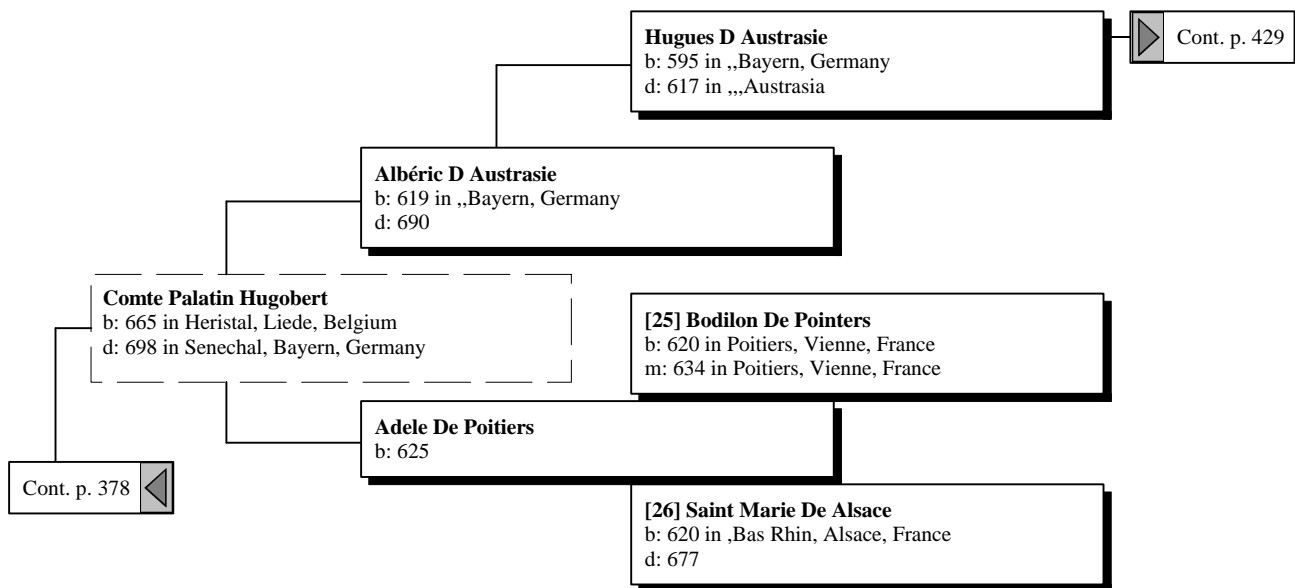 Hugues D Austrasie
b: 595 in ,,Bayern, Germany
d: 617 in ,,,Austrasia
Cont. p. 429
Albéric D Austrasie
b: 619 in ,,Bayern, Germany
d: 690
Comte Palatin Hugobert
b: 665 in Heristal, Liede, Belgium
d: 698 in Senechal, Bayern, Germany
[25] Bodilon De Pointers
b: 620 in Poitiers, Vienne, France
m: 634 in Poitiers, Vienne, France
Adele De Poitiers
b: 625
Cont. p. 378
[26] Saint Marie De Alsace
b: 620 in ,Bas Rhin, Alsace, France
d: 677